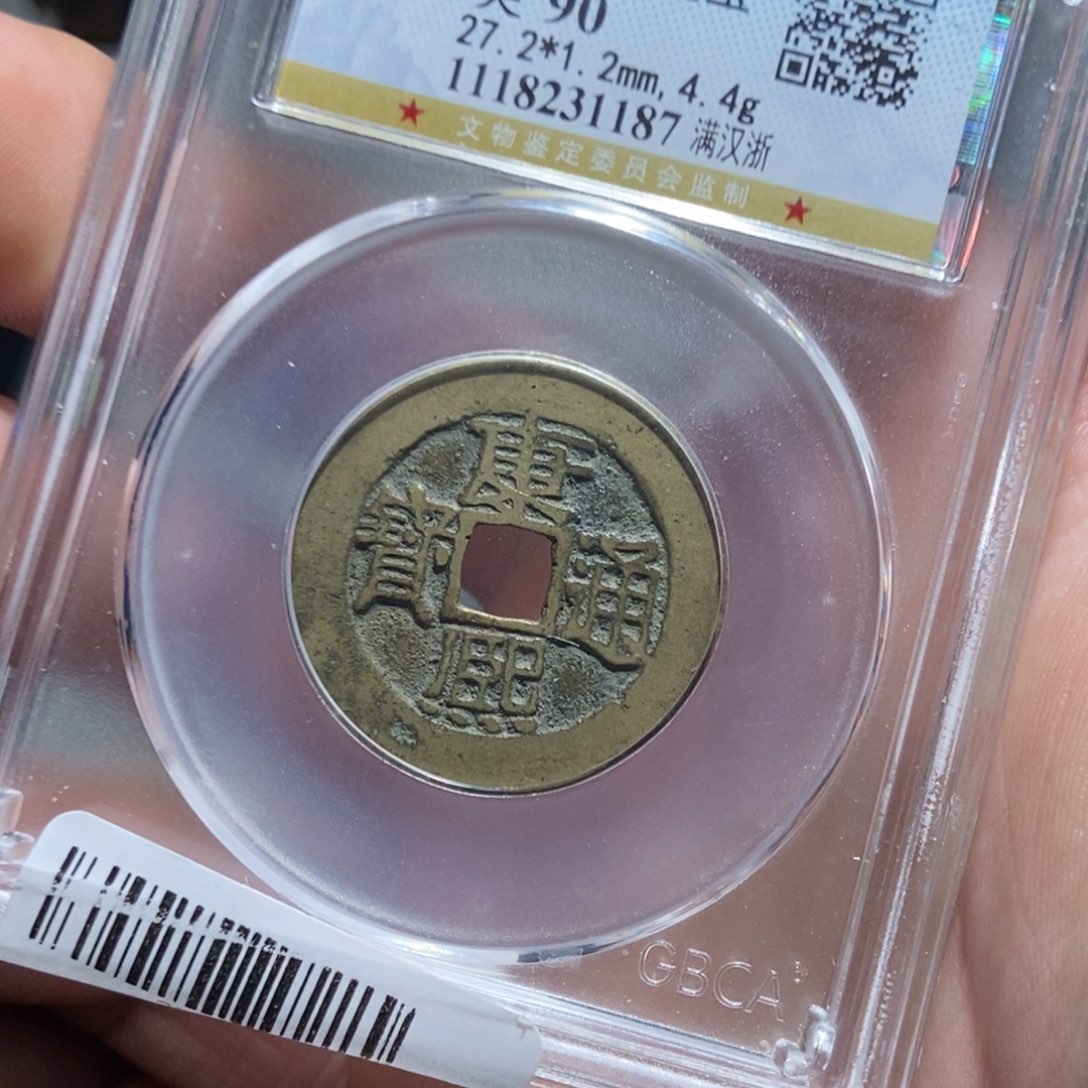 美 90
27.2*1.2mm, 4.4g
1118231187 满汉浙
文物鉴定委员会监制
康熙通寶
GBCA